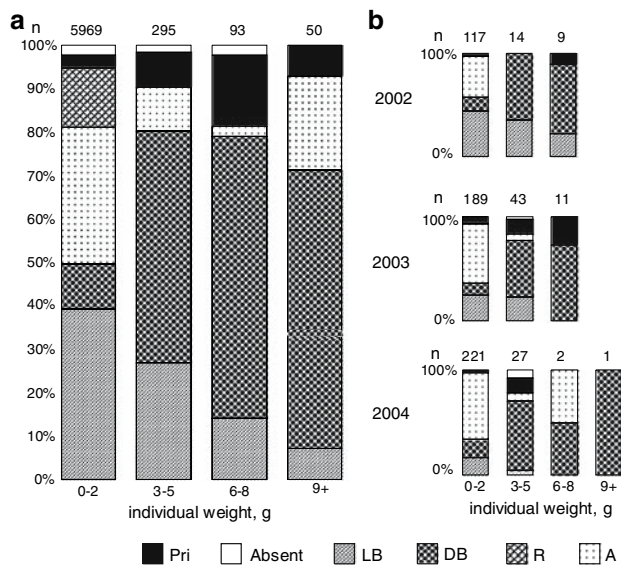 a
n 5969 295 93 50
100%
90%
80%
70%
60%
50%
40%
30%
20%
10%
0%
0-2 3-5 6-8 9+
individual weight, g
b
n 117 14 9
100%
2002
0%
n 189 43 11
100%
2003
0%
n 221 27 2 1
100%
2004
0%
0-2 3-5 6-8 9+
individual weight, g
Pri Absent LB DB R A